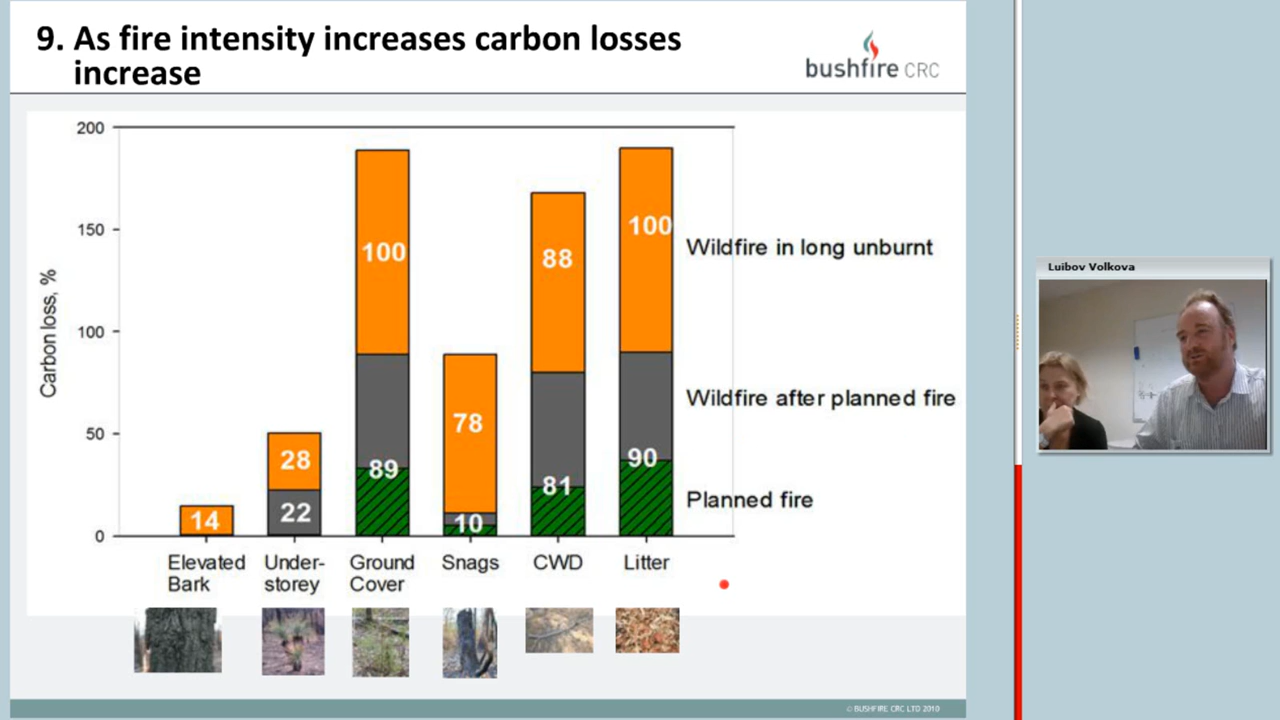 9. As fire intensity increases carbon losses
increase
bushfire CRC
200
150
100
50
0
Carbon loss, %
100
88
100
Wildfire in long unburnt
78
28
14
22
89
10
81
90
Wildfire after planned fire
Planned fire
Elevated
Bark
Under-
storey
Ground
Cover
Snags
CWD
Litter
© BUSHFIRE CRC LTD 2010
Luibov Volkova